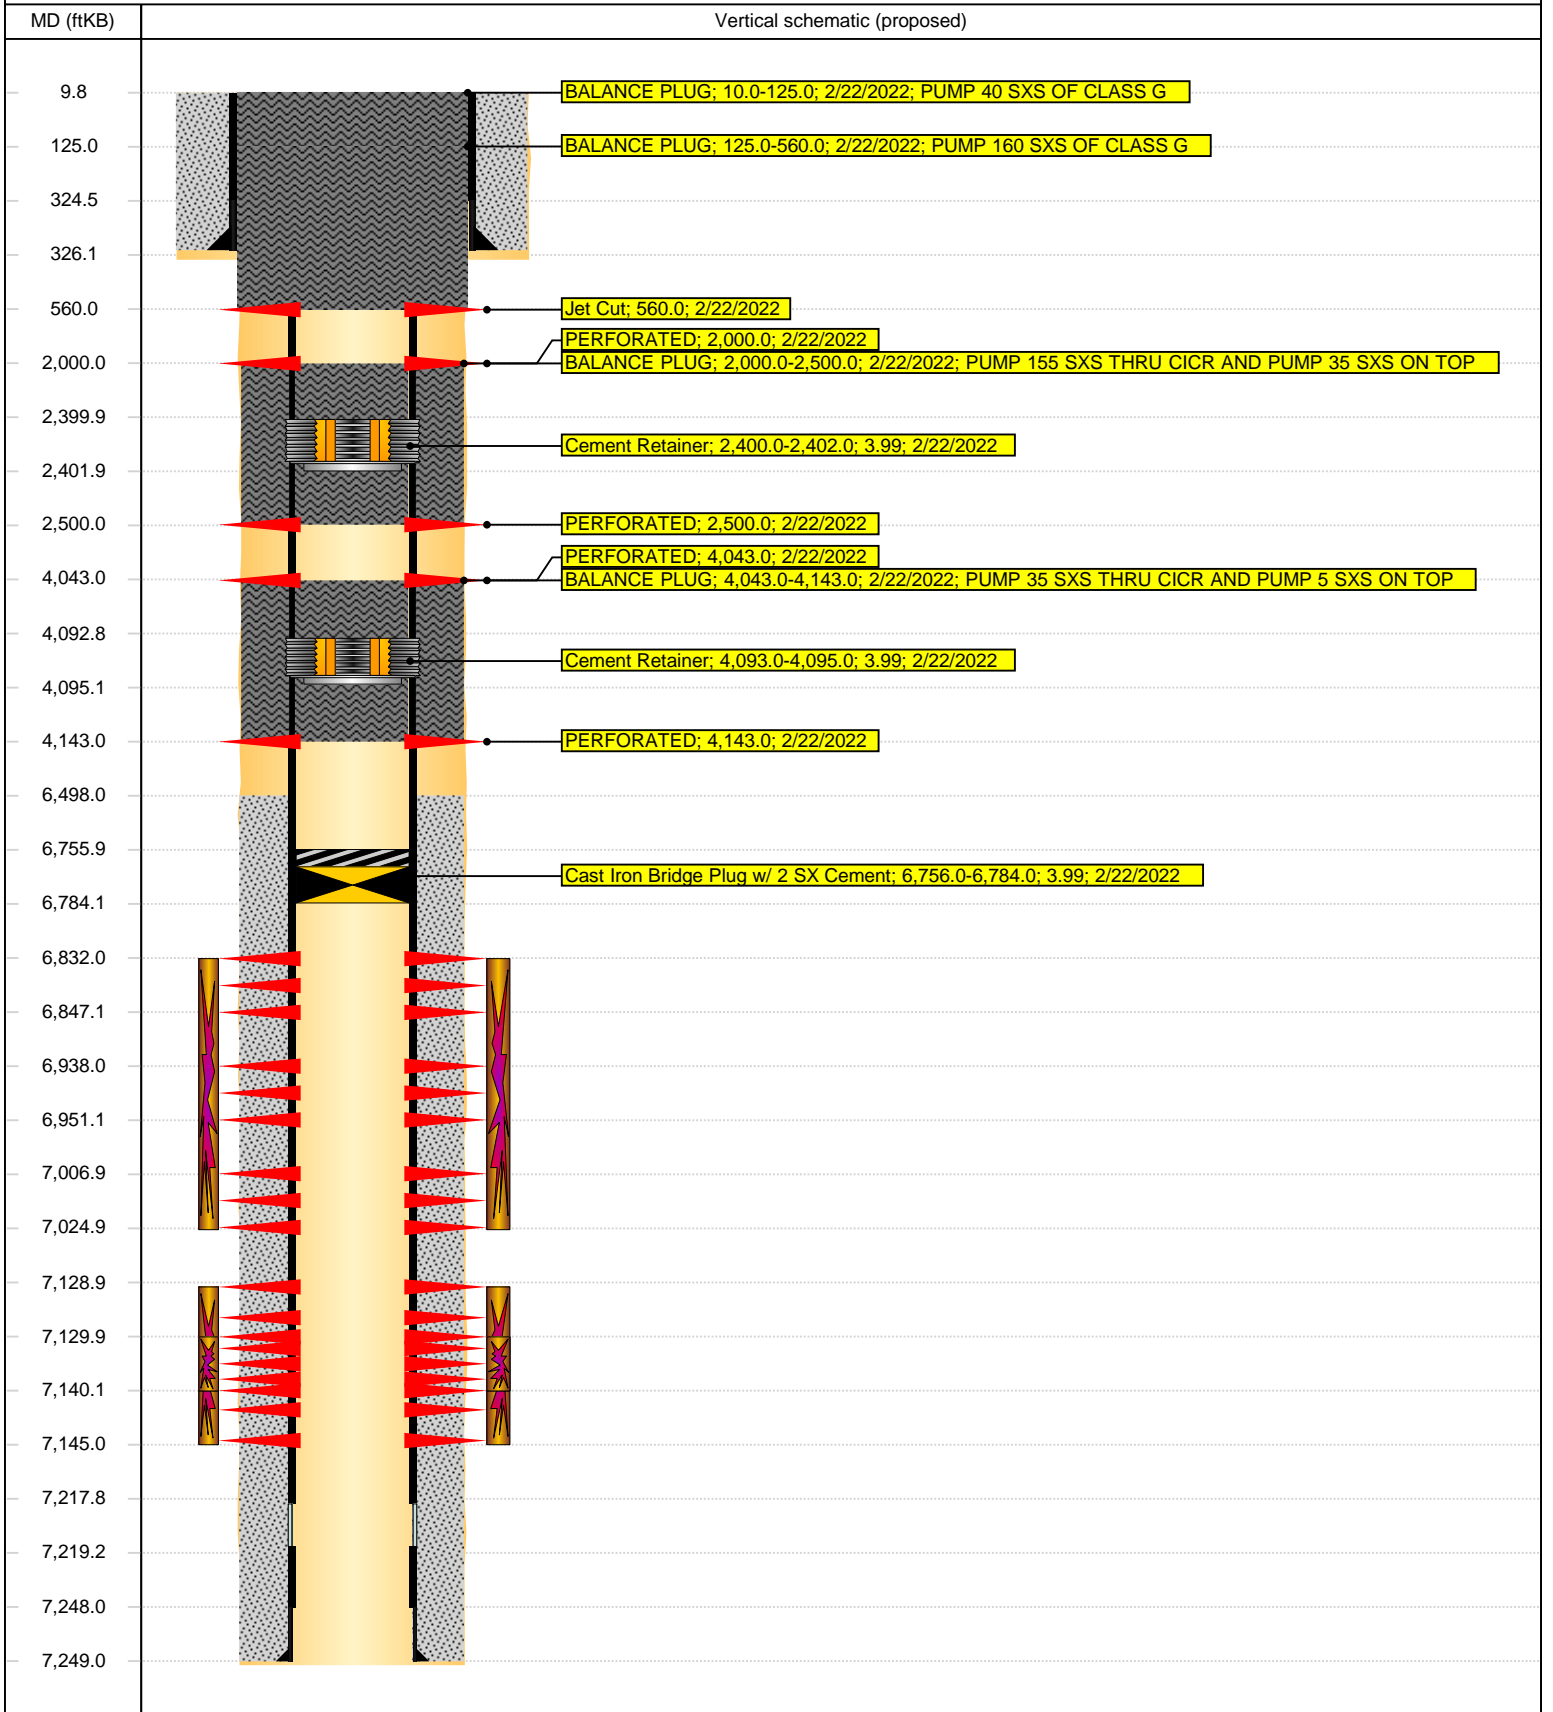 MD (ftKB)
Vertical schematic (proposed)
9.8
BALANCE PLUG; 10.0-125.0; 2/22/2022; PUMP 40 SXS OF CLASS G
125.0
BALANCE PLUG; 125.0-560.0; 2/22/2022; PUMP 160 SXS OF CLASS G
324.5
326.1
560.0
Jet Cut; 560.0; 2/22/2022
PERFORATED; 2,000.0; 2/22/2022
2,000.0
BALANCE PLUG; 2,000.0-2,500.0; 2/22/2022; PUMP 155 SXS THRU CICR AND PUMP 35 SXS ON TOP
2,399.9
Cement Retainer; 2,400.0-2,402.0; 3.99; 2/22/2022
2,401.9
2,500.0
PERFORATED; 2,500.0; 2/22/2022
PERFORATED; 4,043.0; 2/22/2022
4,043.0
BALANCE PLUG; 4,043.0-4,143.0; 2/22/2022; PUMP 35 SXS THRU CICR AND PUMP 5 SXS ON TOP
4,092.8
Cement Retainer; 4,093.0-4,095.0; 3.99; 2/22/2022
4,095.1
4,143.0
PERFORATED; 4,143.0; 2/22/2022
6,498.0
6,755.9
Cast Iron Bridge Plug w/ 2 SX Cement; 6,756.0-6,784.0; 3.99; 2/22/2022
6,784.1
6,832.0
6,847.1
6,938.0
6,951.1
7,006.9
7,024.9
7,128.9
7,129.9
7,140.1
7,145.0
7,217.8
7,219.2
7,248.0
7,249.0